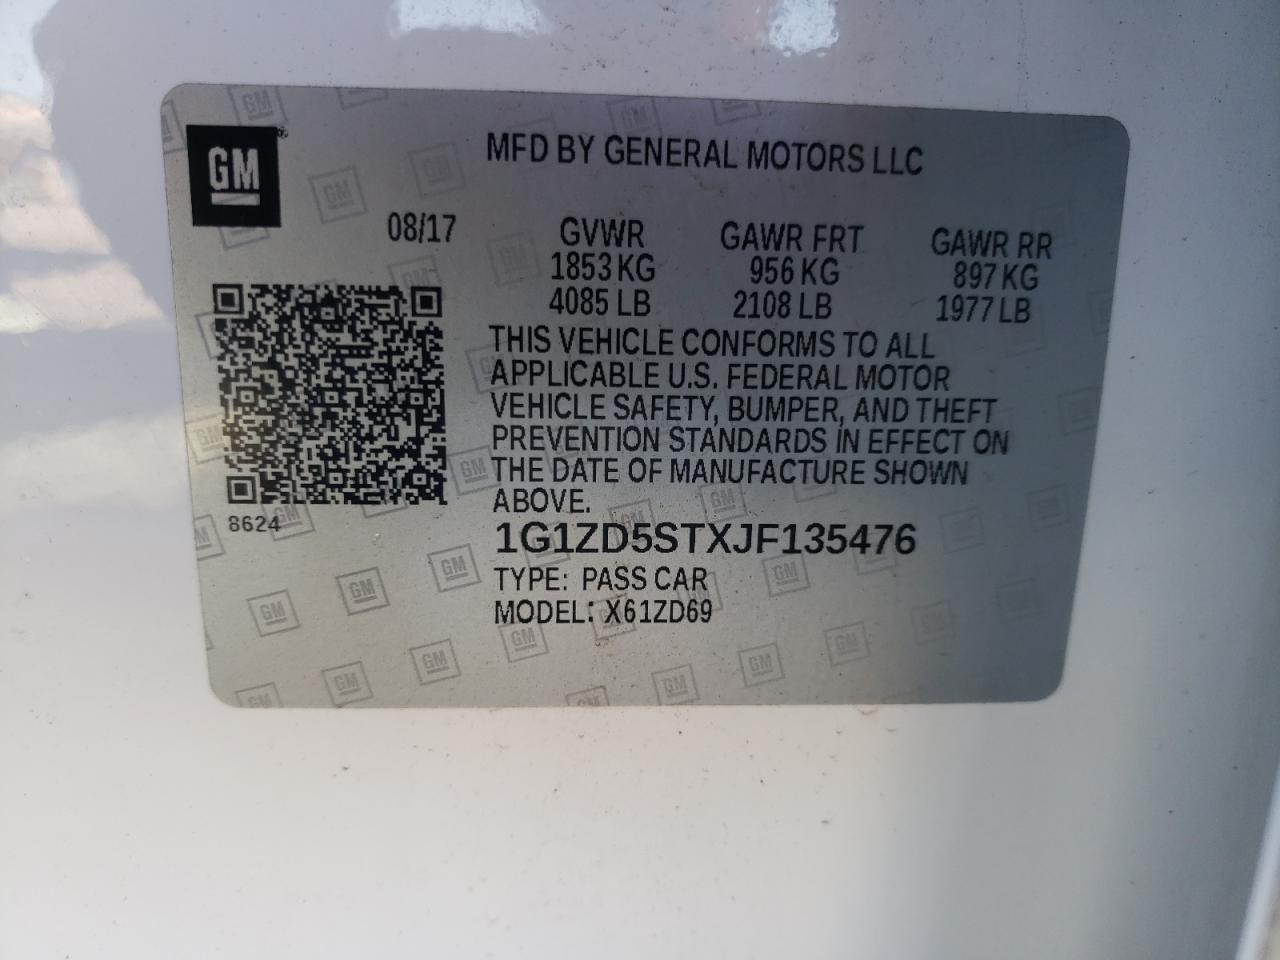 GM
MFD BY GENERAL MOTORS LLC
08/17
GVWR GAWR FRT GAWR RR
1853 KG 956 KG 897 KG
4085 LB 2108 LB 1977 LB
THIS VEHICLE CONFORMS TO ALL
APPLICABLE U.S. FEDERAL MOTOR
VEHICLE SAFETY, BUMPER, AND THEFT
PREVENTION STANDARDS IN EFFECT ON
THE DATE OF MANUFACTURE SHOWN
ABOVE.
8624
1G1ZD5STXJF135476
TYPE: PASS CAR
MODEL: X61ZD69